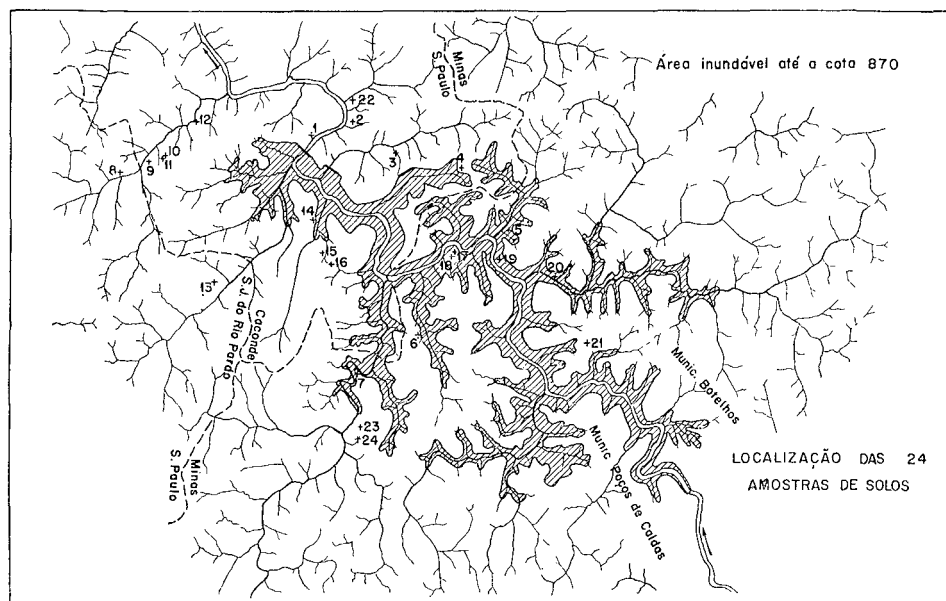 Minas
S. Paulo
Área inundável até a cota 870
+22
+2
1
+12
3
4
10
11
8
9
14
5
15
16
18
19
20
13
S.J. do Rio Pardo
Caconde
6
+21
7
Munic. Botelhos
+23
+24
Minas
S. Paulo
Munic. Poços de Caldas
LOCALIZAÇÃO DAS 24
AMOSTRAS DE SOLOS